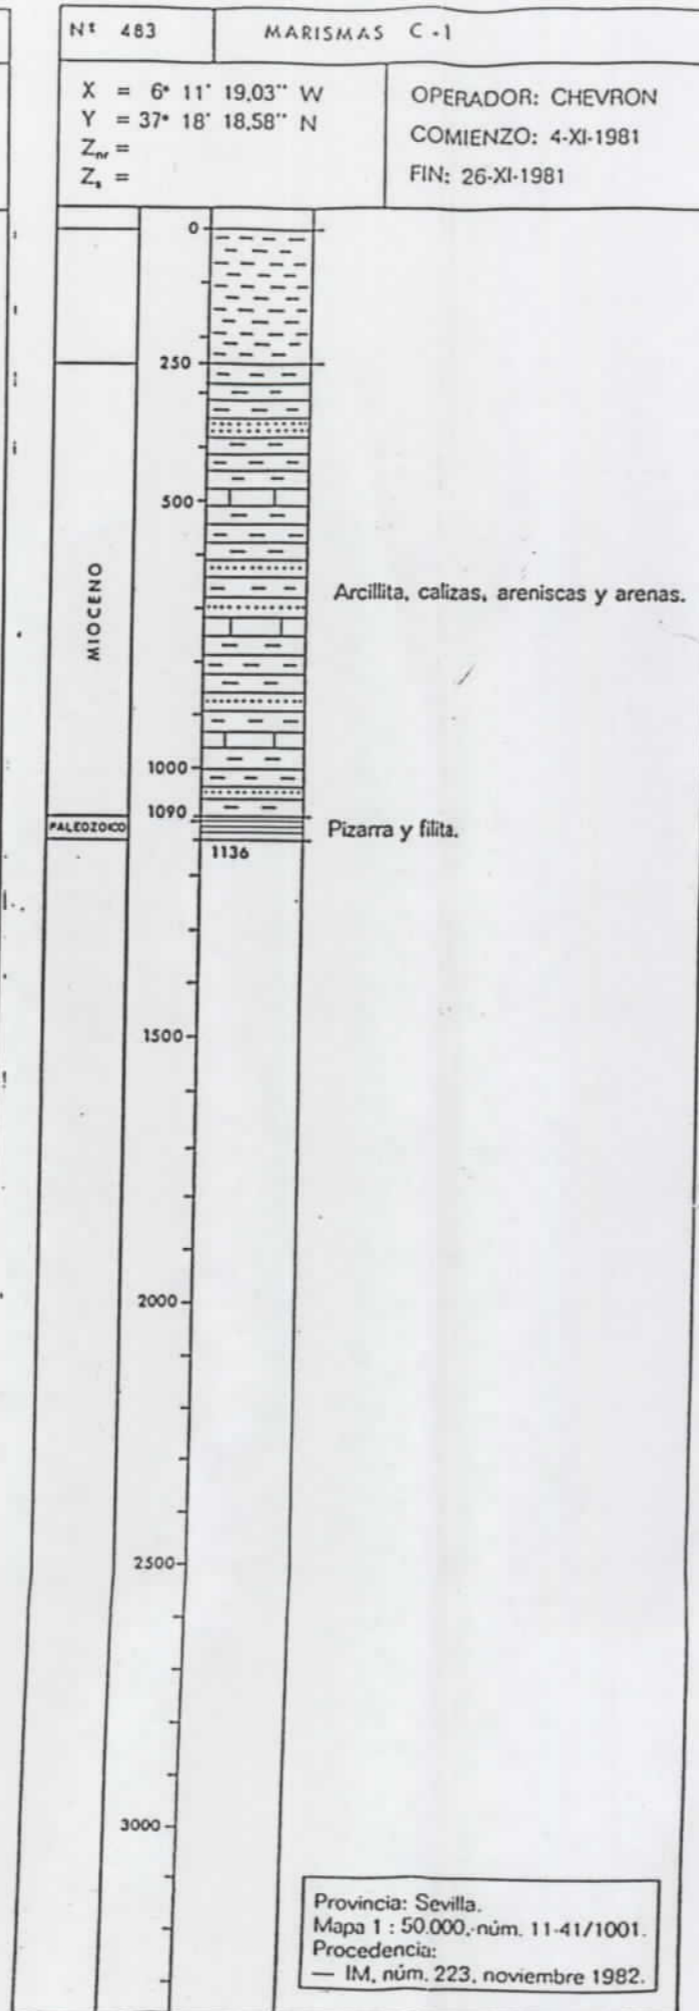 Nº 483
MARISMAS C-1
X = 6° 11' 19,03'' W
Y = 37° 18' 18,58'' N
Znr =
Zs =
OPERADOR: CHEVRON
COMIENZO: 4-XI-1981
FIN: 26-XI-1981
0
250
500
MIOCENO
Arcillita, calizas, areniscas y arenas.
1000
1090
PALEOZOICO
Pizarra y filita.
1136
1500
2000
2500
3000
Provincia: Sevilla.
Mapa 1 : 50.000, núm. 11-41/1001.
Procedencia:
— IM, núm. 223, noviembre 1982.